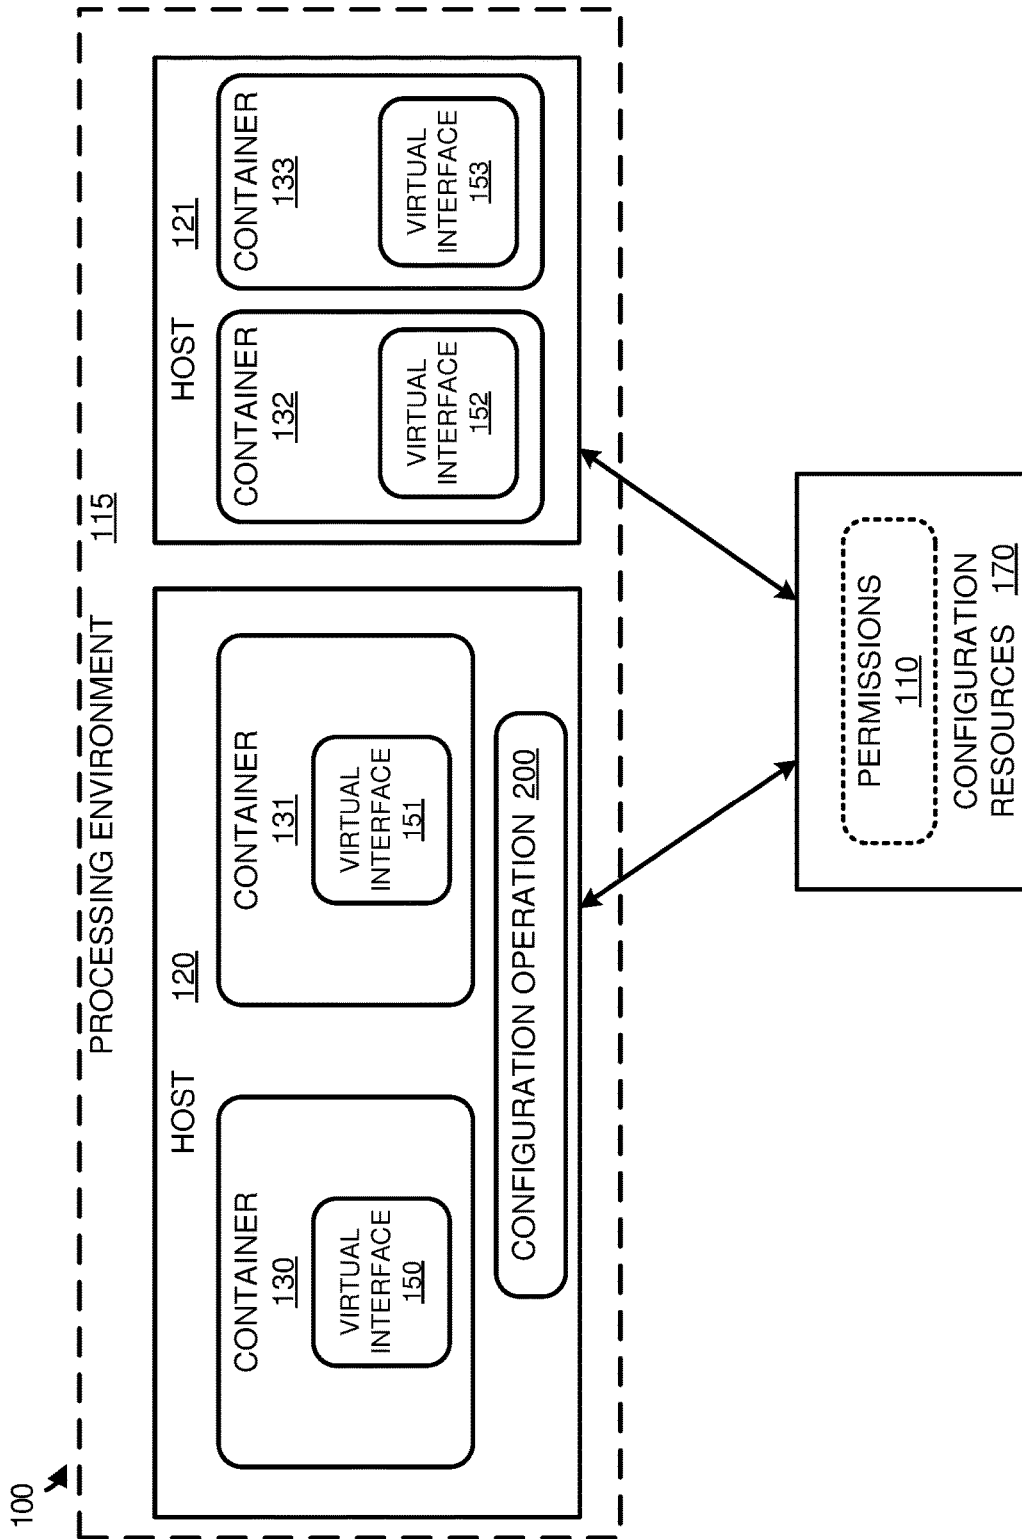 100
PROCESSING ENVIRONMENT 115
HOST 120
CONTAINER
130
VIRTUAL
INTERFACE
150
CONTAINER
131
VIRTUAL
INTERFACE
151
CONFIGURATION OPERATION 200
HOST 121
CONTAINER
132
VIRTUAL
INTERFACE
152
CONTAINER
133
VIRTUAL
INTERFACE
153
PERMISSIONS
110
CONFIGURATION
RESOURCES 170